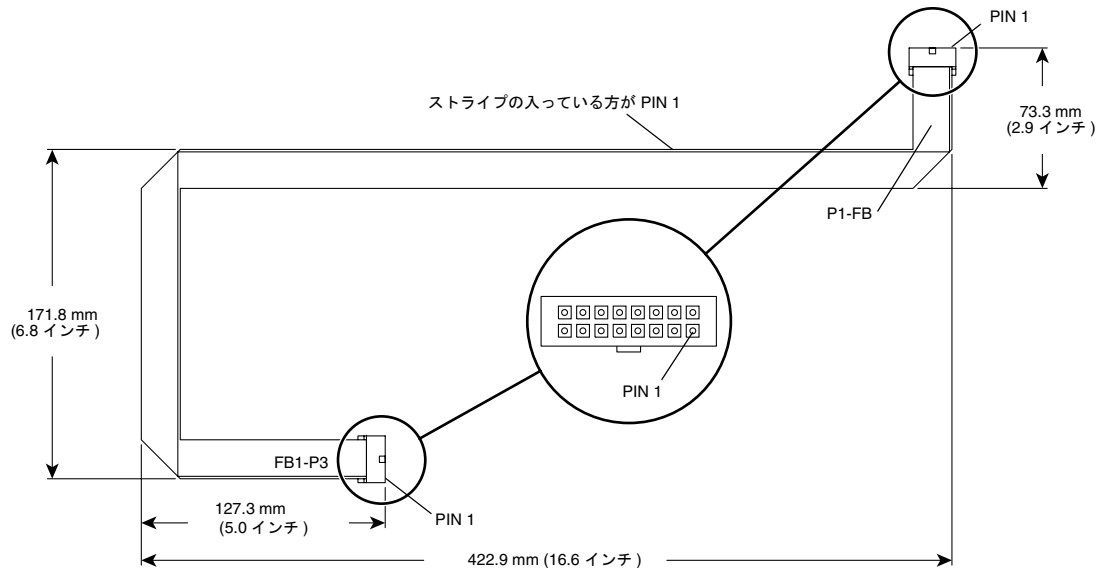 PIN 1
ストライプの入っている方が PIN 1
73.3 mm
(2.9 インチ )
P1-FB
171.8 mm
(6.8 インチ )
PIN 1
FB1-P3
127.3 mm
(5.0 インチ )
PIN 1
422.9 mm (16.6 インチ )